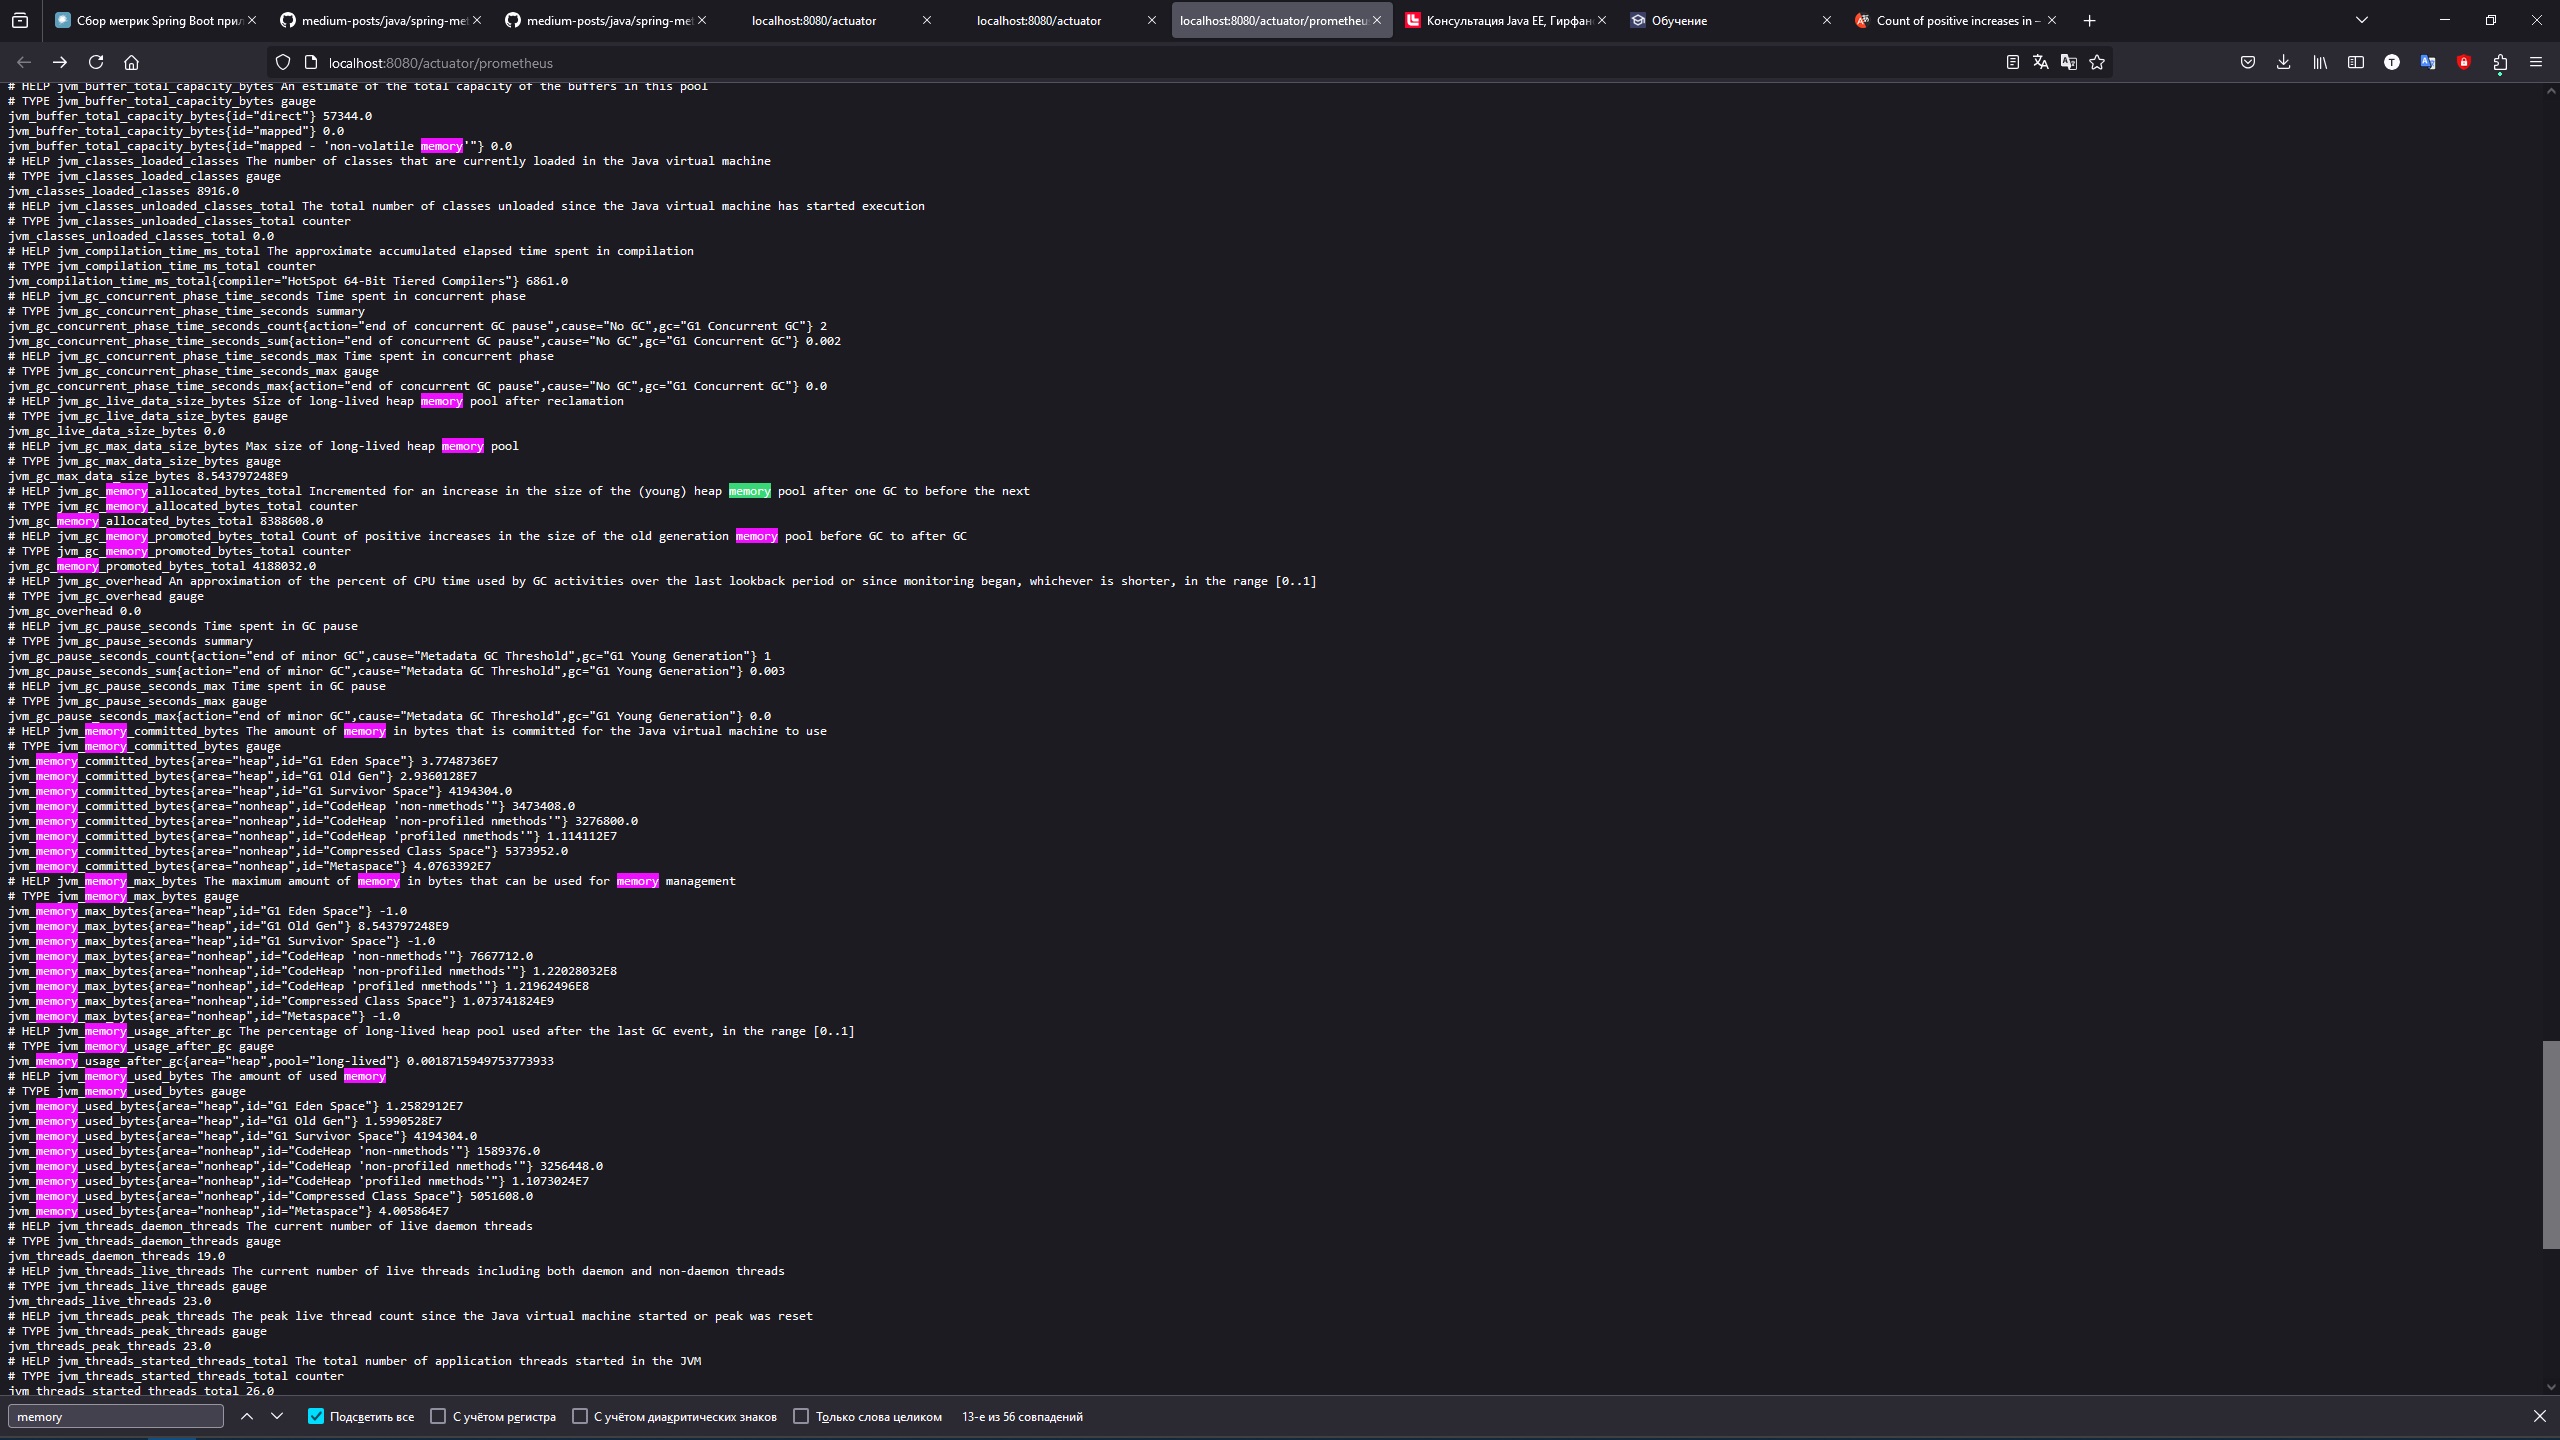 Сбор метрик Spring Boot прил
medium-posts/java/spring-met
medium-posts/java/spring-met
localhost:8080/actuator
localhost:8080/actuator
localhost:8080/actuator/prometheu
Консультация Java EE, Гирфан
Обучение
Count of positive increases in –
localhost:8080/actuator/prometheus
# HELP jvm_buffer_total_capacity_bytes An estimate of the total capacity of the buffers in this pool
# TYPE jvm_buffer_total_capacity_bytes gauge
jvm_buffer_total_capacity_bytes{id="direct"} 57344.0
jvm_buffer_total_capacity_bytes{id="mapped"} 0.0
jvm_buffer_total_capacity_bytes{id="mapped - 'non-volatile memory'"} 0.0
# HELP jvm_classes_loaded_classes The number of classes that are currently loaded in the Java virtual machine
# TYPE jvm_classes_loaded_classes gauge
jvm_classes_loaded_classes 8916.0
# HELP jvm_classes_unloaded_classes_total The total number of classes unloaded since the Java virtual machine has started execution
# TYPE jvm_classes_unloaded_classes_total counter
jvm_classes_unloaded_classes_total 0.0
# HELP jvm_compilation_time_ms_total The approximate accumulated elapsed time spent in compilation
# TYPE jvm_compilation_time_ms_total counter
jvm_compilation_time_ms_total{compiler="HotSpot 64-Bit Tiered Compilers"} 6861.0
# HELP jvm_gc_concurrent_phase_time_seconds Time spent in concurrent phase
# TYPE jvm_gc_concurrent_phase_time_seconds summary
jvm_gc_concurrent_phase_time_seconds_count{action="end of concurrent GC pause",cause="No GC",gc="G1 Concurrent GC"} 2
jvm_gc_concurrent_phase_time_seconds_sum{action="end of concurrent GC pause",cause="No GC",gc="G1 Concurrent GC"} 0.002
# HELP jvm_gc_concurrent_phase_time_seconds_max Time spent in concurrent phase
# TYPE jvm_gc_concurrent_phase_time_seconds_max gauge
jvm_gc_concurrent_phase_time_seconds_max{action="end of concurrent GC pause",cause="No GC",gc="G1 Concurrent GC"} 0.0
# HELP jvm_gc_live_data_size_bytes Size of long-lived heap memory pool after reclamation
# TYPE jvm_gc_live_data_size_bytes gauge
jvm_gc_live_data_size_bytes 0.0
# HELP jvm_gc_max_data_size_bytes Max size of long-lived heap memory pool
# TYPE jvm_gc_max_data_size_bytes gauge
jvm_gc_max_data_size_bytes 8.543797248E9
# HELP jvm_gc_memory_allocated_bytes_total Incremented for an increase in the size of the (young) heap memory pool after one GC to before the next
# TYPE jvm_gc_memory_allocated_bytes_total counter
jvm_gc_memory_allocated_bytes_total 8388608.0
# HELP jvm_gc_memory_promoted_bytes_total Count of positive increases in the size of the old generation memory pool before GC to after GC
# TYPE jvm_gc_memory_promoted_bytes_total counter
jvm_gc_memory_promoted_bytes_total 4188032.0
# HELP jvm_gc_overhead An approximation of the percent of CPU time used by GC activities over the last lookback period or since monitoring began, whichever is shorter, in the range [0..1]
# TYPE jvm_gc_overhead gauge
jvm_gc_overhead 0.0
# HELP jvm_gc_pause_seconds Time spent in GC pause
# TYPE jvm_gc_pause_seconds summary
jvm_gc_pause_seconds_count{action="end of minor GC",cause="Metadata GC Threshold",gc="G1 Young Generation"} 1
jvm_gc_pause_seconds_sum{action="end of minor GC",cause="Metadata GC Threshold",gc="G1 Young Generation"} 0.003
# HELP jvm_gc_pause_seconds_max Time spent in GC pause
# TYPE jvm_gc_pause_seconds_max gauge
jvm_gc_pause_seconds_max{action="end of minor GC",cause="Metadata GC Threshold",gc="G1 Young Generation"} 0.0
# HELP jvm_memory_committed_bytes The amount of memory in bytes that is committed for the Java virtual machine to use
# TYPE jvm_memory_committed_bytes gauge
jvm_memory_committed_bytes{area="heap",id="G1 Eden Space"} 3.7748736E7
jvm_memory_committed_bytes{area="heap",id="G1 Old Gen"} 2.9360128E7
jvm_memory_committed_bytes{area="heap",id="G1 Survivor Space"} 4194304.0
jvm_memory_committed_bytes{area="nonheap",id="CodeHeap 'non-nmethods'"} 3473408.0
jvm_memory_committed_bytes{area="nonheap",id="CodeHeap 'non-profiled nmethods'"} 3276800.0
jvm_memory_committed_bytes{area="nonheap",id="CodeHeap 'profiled nmethods'"} 1.114112E7
jvm_memory_committed_bytes{area="nonheap",id="Compressed Class Space"} 5373952.0
jvm_memory_committed_bytes{area="nonheap",id="Metaspace"} 4.0763392E7
# HELP jvm_memory_max_bytes The maximum amount of memory in bytes that can be used for memory management
# TYPE jvm_memory_max_bytes gauge
jvm_memory_max_bytes{area="heap",id="G1 Eden Space"} -1.0
jvm_memory_max_bytes{area="heap",id="G1 Old Gen"} 8.543797248E9
jvm_memory_max_bytes{area="heap",id="G1 Survivor Space"} -1.0
jvm_memory_max_bytes{area="nonheap",id="CodeHeap 'non-nmethods'"} 7667712.0
jvm_memory_max_bytes{area="nonheap",id="CodeHeap 'non-profiled nmethods'"} 1.22028032E8
jvm_memory_max_bytes{area="nonheap",id="CodeHeap 'profiled nmethods'"} 1.21962496E8
jvm_memory_max_bytes{area="nonheap",id="Compressed Class Space"} 1.073741824E9
jvm_memory_max_bytes{area="nonheap",id="Metaspace"} -1.0
# HELP jvm_memory_usage_after_gc The percentage of long-lived heap pool used after the last GC event, in the range [0..1]
# TYPE jvm_memory_usage_after_gc gauge
jvm_memory_usage_after_gc{area="heap",pool="long-lived"} 0.0018715949753773933
# HELP jvm_memory_used_bytes The amount of used memory
# TYPE jvm_memory_used_bytes gauge
jvm_memory_used_bytes{area="heap",id="G1 Eden Space"} 1.2582912E7
jvm_memory_used_bytes{area="heap",id="G1 Old Gen"} 1.5990528E7
jvm_memory_used_bytes{area="heap",id="G1 Survivor Space"} 4194304.0
jvm_memory_used_bytes{area="nonheap",id="CodeHeap 'non-nmethods'"} 1589376.0
jvm_memory_used_bytes{area="nonheap",id="CodeHeap 'non-profiled nmethods'"} 3256448.0
jvm_memory_used_bytes{area="nonheap",id="CodeHeap 'profiled nmethods'"} 1.1073024E7
jvm_memory_used_bytes{area="nonheap",id="Compressed Class Space"} 5051608.0
jvm_memory_used_bytes{area="nonheap",id="Metaspace"} 4.005864E7
# HELP jvm_threads_daemon_threads The current number of live daemon threads
# TYPE jvm_threads_daemon_threads gauge
jvm_threads_daemon_threads 19.0
# HELP jvm_threads_live_threads The current number of live threads including both daemon and non-daemon threads
# TYPE jvm_threads_live_threads gauge
jvm_threads_live_threads 23.0
# HELP jvm_threads_peak_threads The peak live thread count since the Java virtual machine started or peak was reset
# TYPE jvm_threads_peak_threads gauge
jvm_threads_peak_threads 23.0
# HELP jvm_threads_started_threads_total The total number of application threads started in the JVM
# TYPE jvm_threads_started_threads_total counter
jvm_threads_started_threads_total 26.0
memory
Подсветить все
С учётом регистра
С учётом диакритических знаков
Только слова целиком
13-е из 56 совпадений